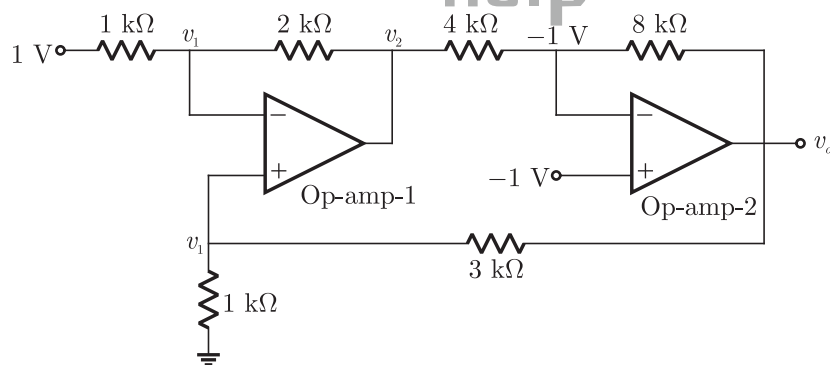 help
1 kΩ
2 kΩ
4 kΩ
8 kΩ
1 V
v₁
v₂
−1 V
−
+
Op-amp-1
−
+
−1 V
Op-amp-2
v₁
3 kΩ
1 kΩ